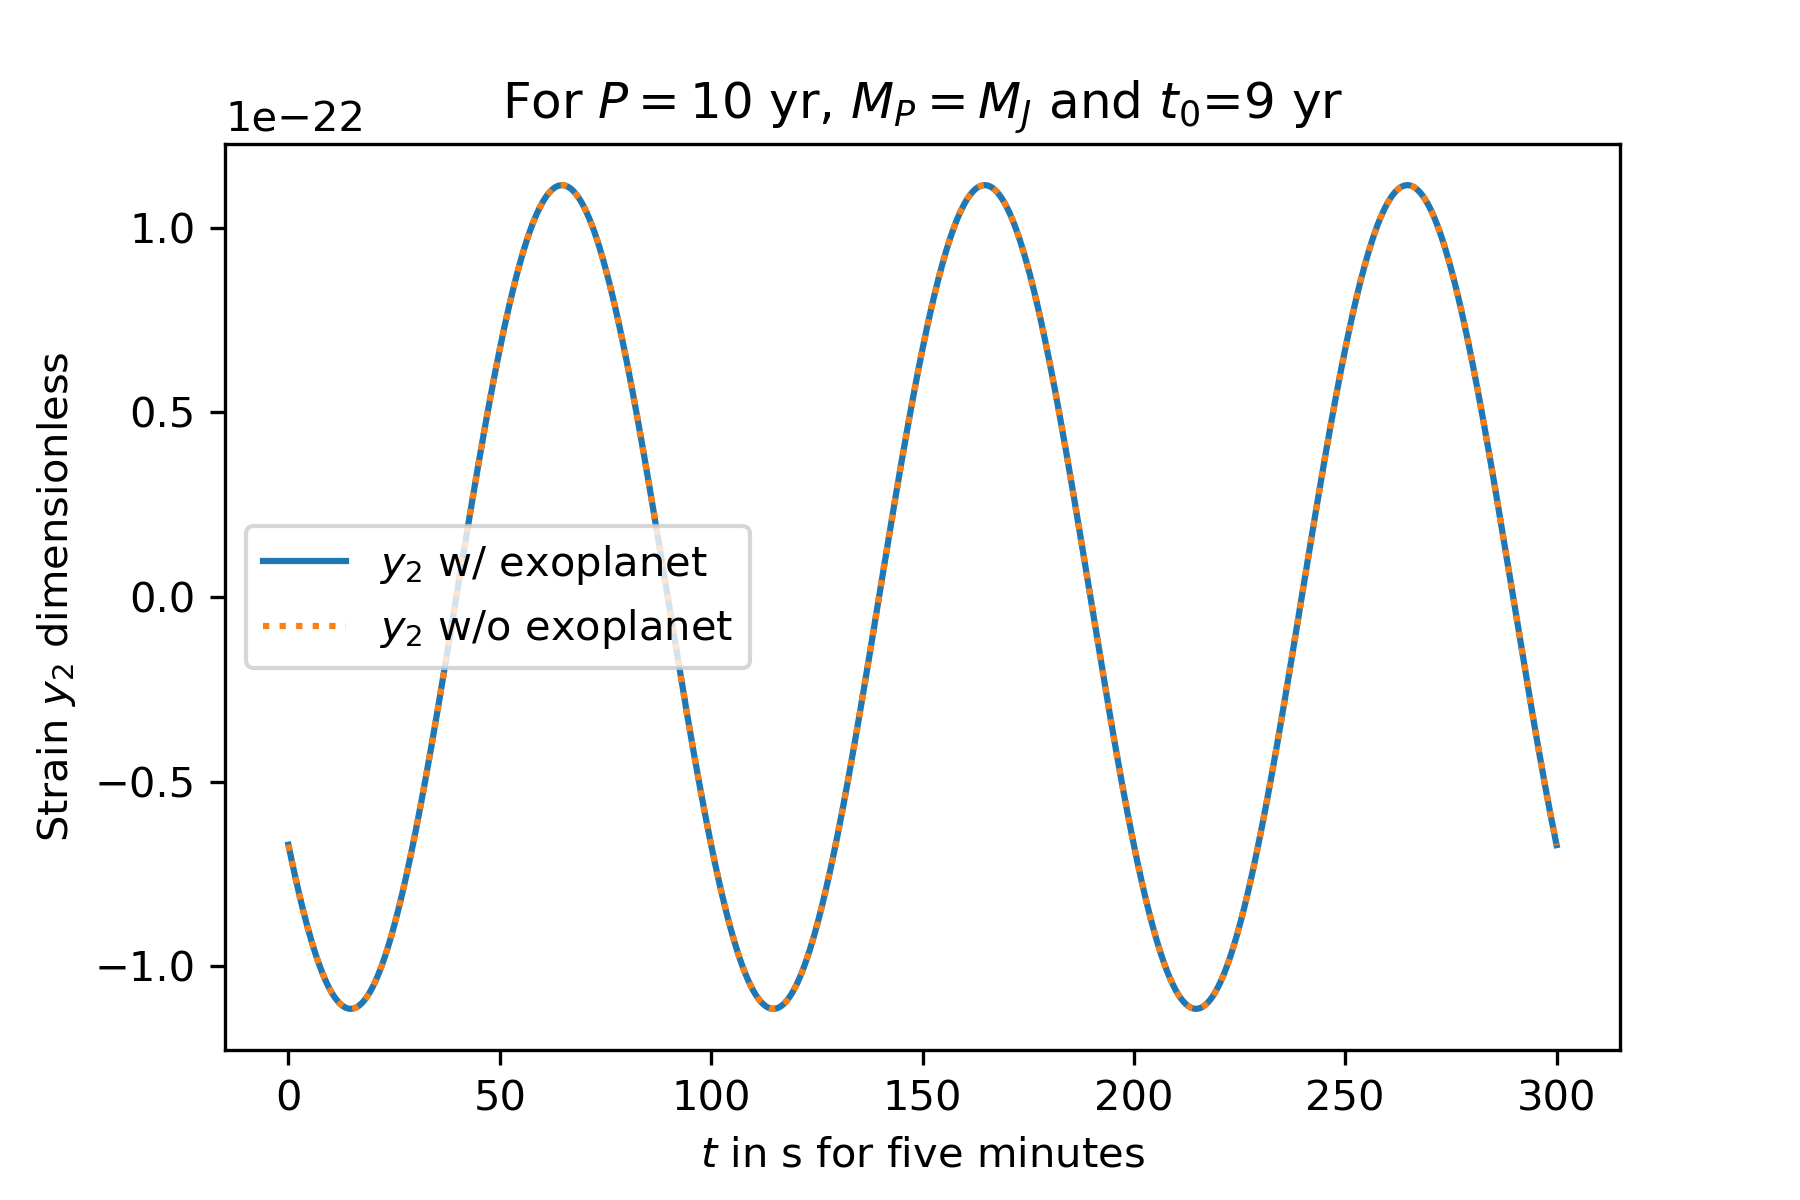 For P = 10 yr, M_P = M_J and t_0=9 yr
1e−22
Strain y_2 dimensionless
1.0
0.5
0.0
−0.5
−1.0
y_2 w/ exoplanet
y_2 w/o exoplanet
0 50 100 150 200 250 300
t in s for five minutes